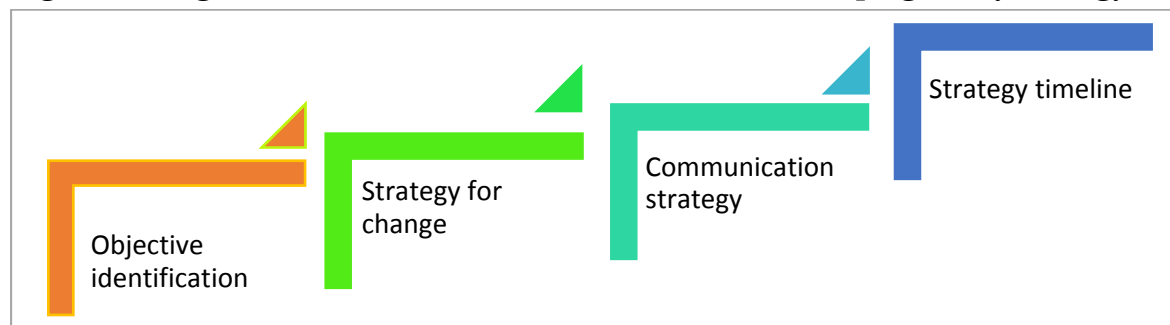 Objective
identification
Strategy for
change
Communication
strategy
Strategy timeline